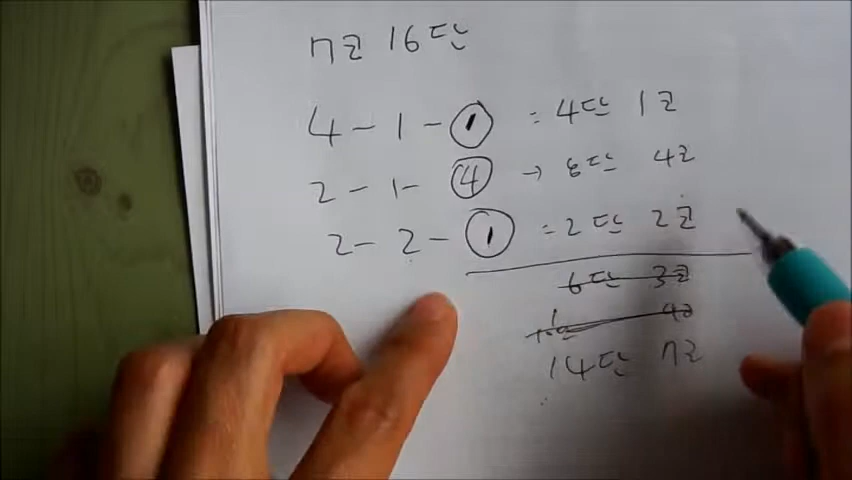 7코 16단
4-1-1 = 4단 1코
2-1-4 → 8단 4코
2-2-1 = 2단 2코
6단 3코
14단 7코